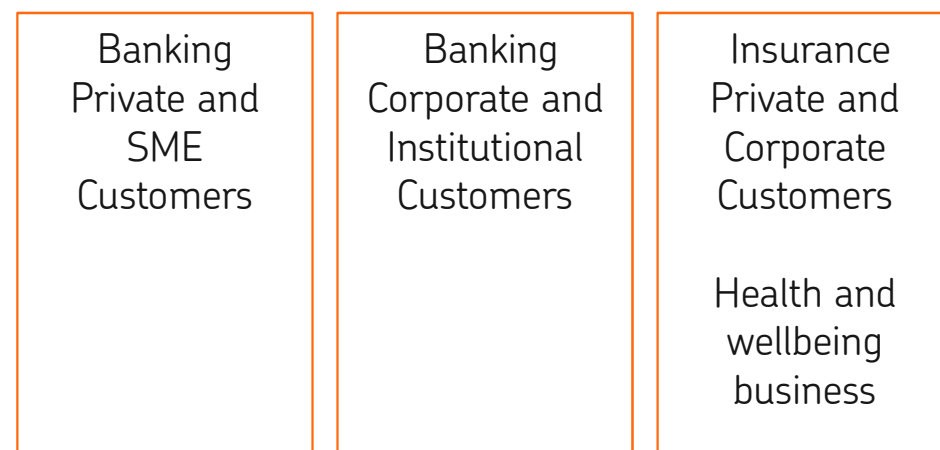 Banking
Private and
SME
Customers
Banking
Corporate and
Institutional
Customers
Insurance
Private and
Corporate
Customers
Health and
wellbeing
business